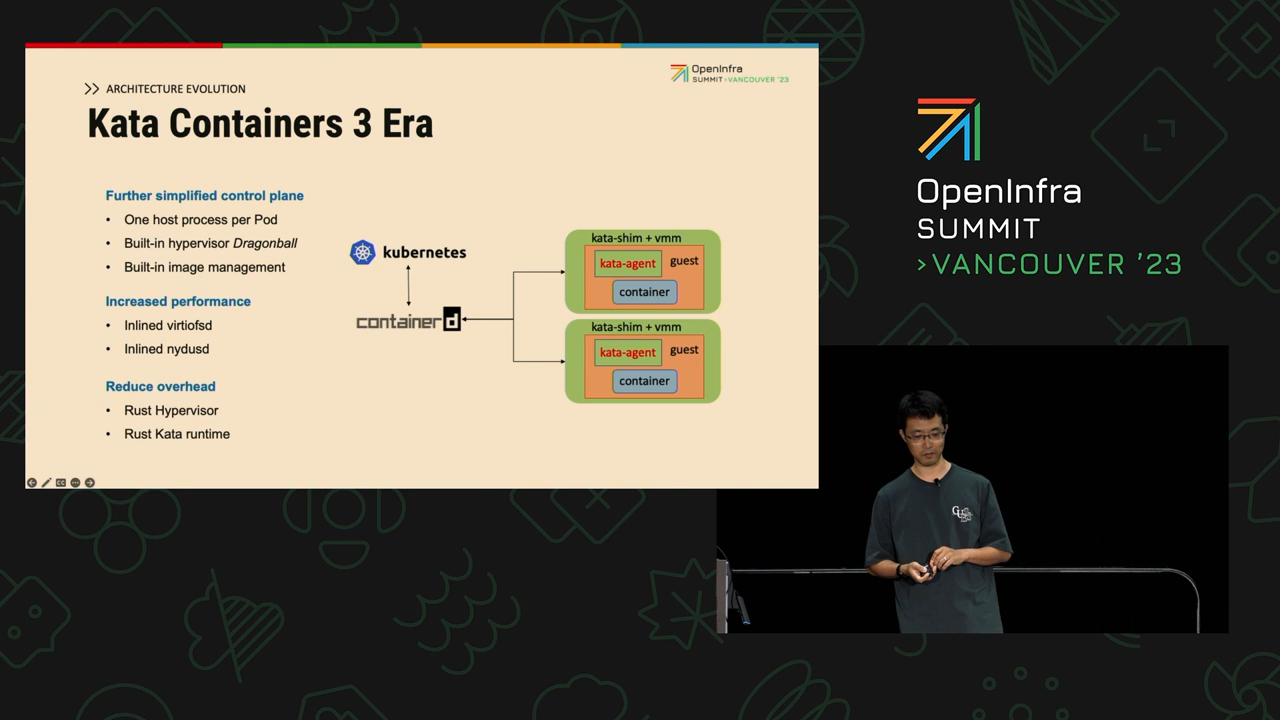 OpenInfra
SUMMIT >VANCOUVER '23
>> ARCHITECTURE EVOLUTION
Kata Containers 3 Era
Further simplified control plane
• One host process per Pod
• Built-in hypervisor Dragonball
• Built-in image management
Increased performance
• Inlined virtiofsd
• Inlined nydusd
Reduce overhead
• Rust Hypervisor
• Rust Kata runtime
kubernetes
containerd
kata-shim + vmm
kata-agent
guest
container
kata-shim + vmm
kata-agent
guest
container
OpenInfra
SUMMIT
>VANCOUVER '23